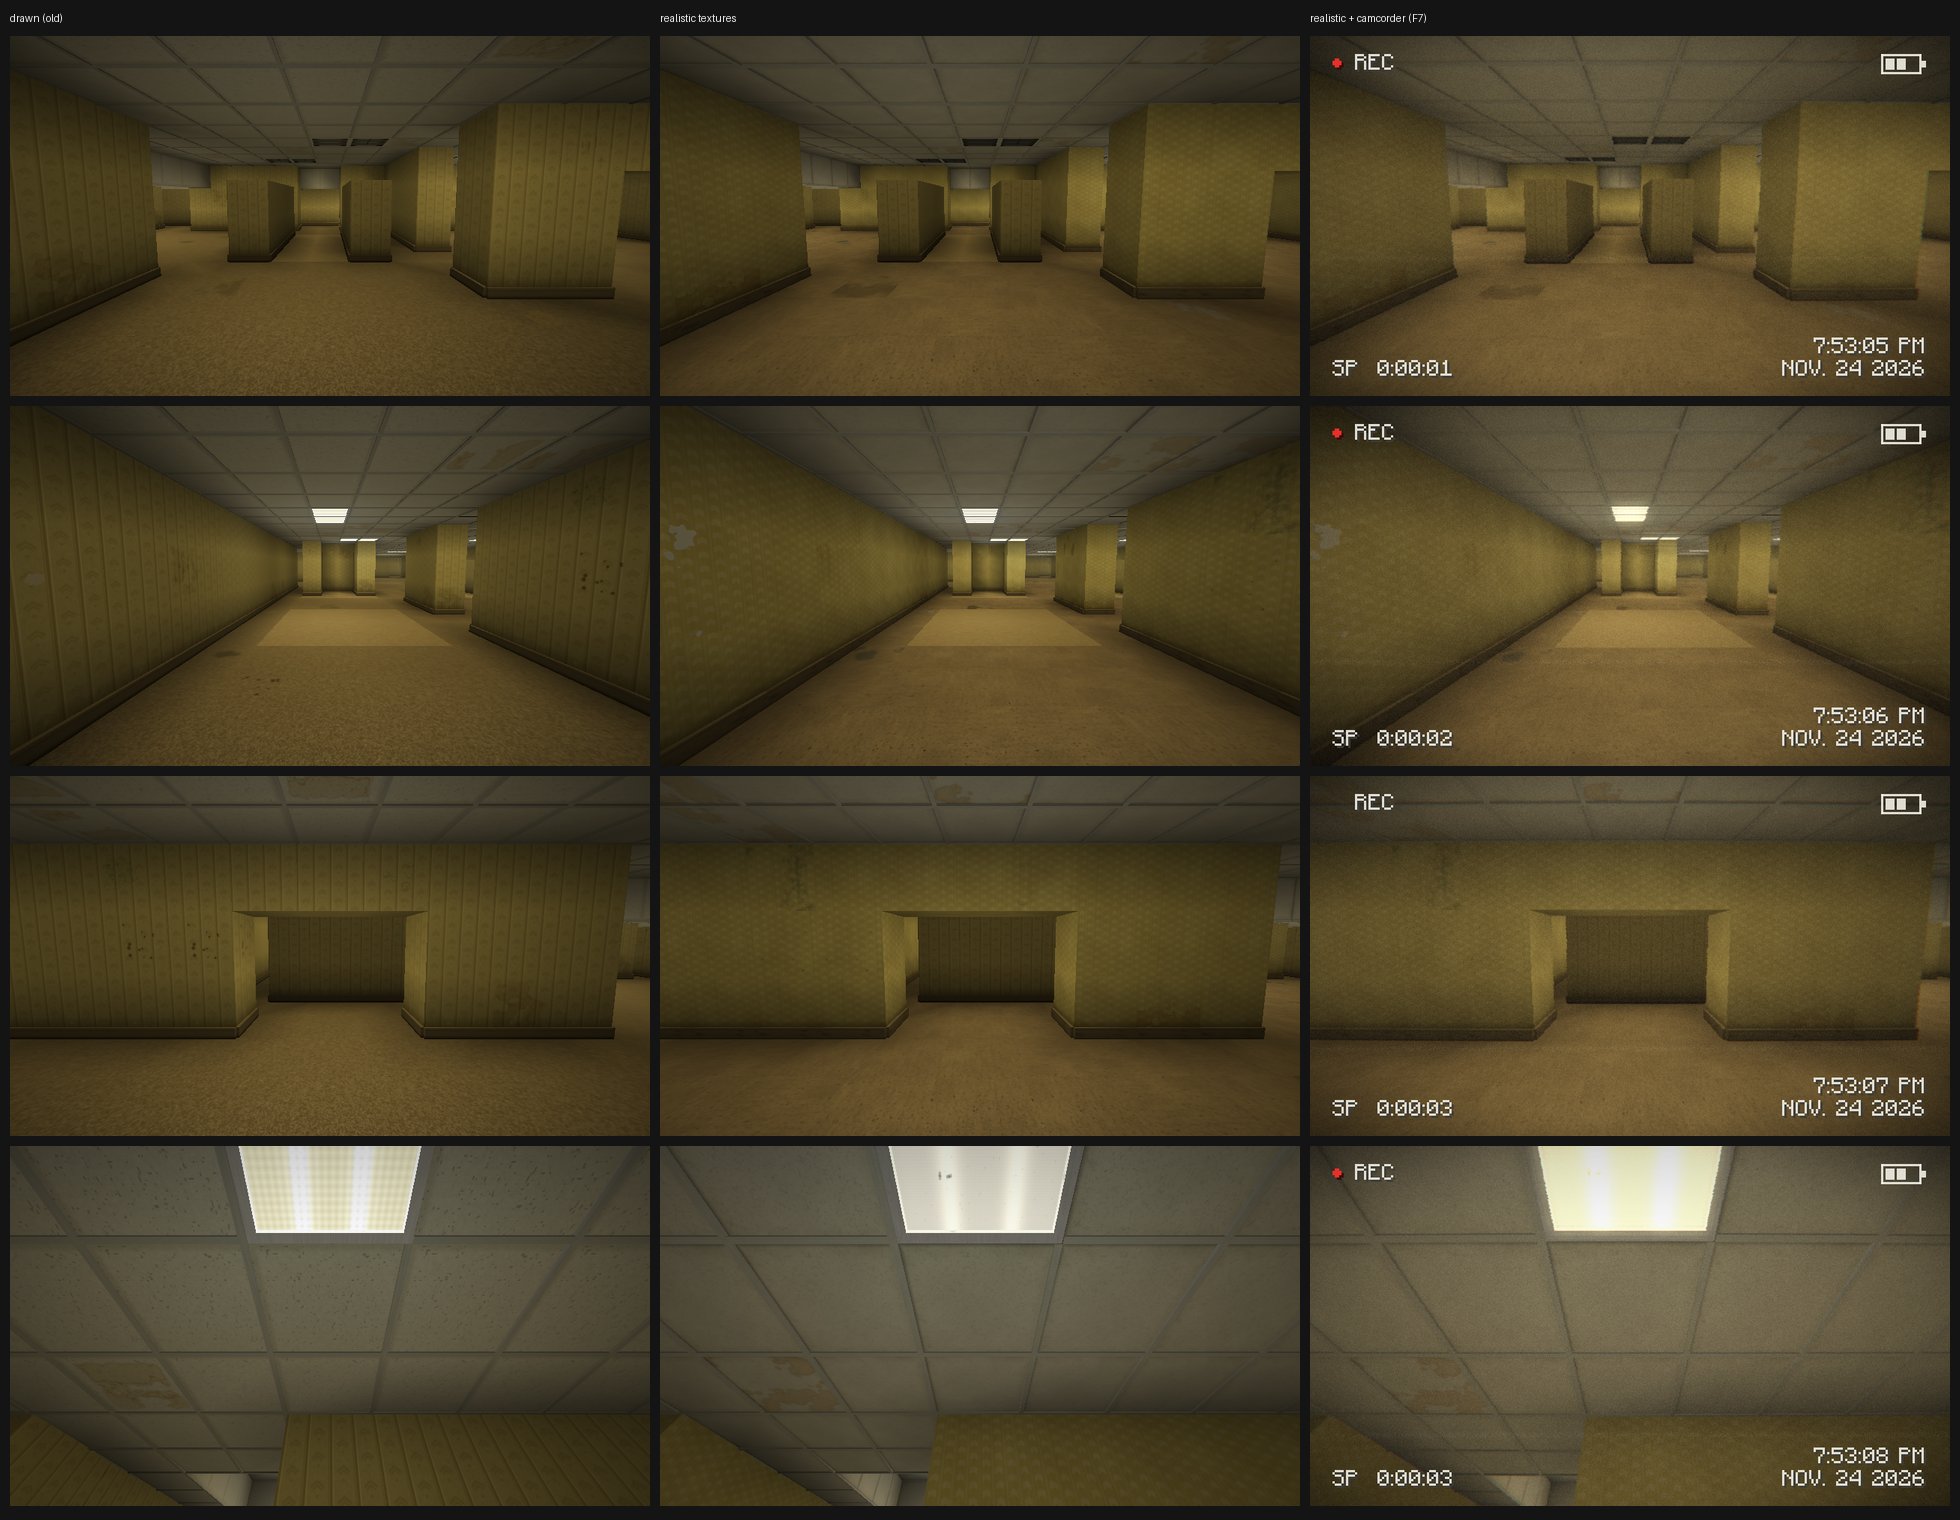 drawn (old)
realistic textures
realistic + camcorder (F7)
REC
7:53:05 PM
SP 0:00:01
NOV. 24 2026
REC
7:53:06 PM
SP 0:00:02
NOV. 24 2026
REC
7:53:07 PM
SP 0:00:03
NOV. 24 2026
REC
7:53:08 PM
SP 0:00:03
NOV. 24 2026